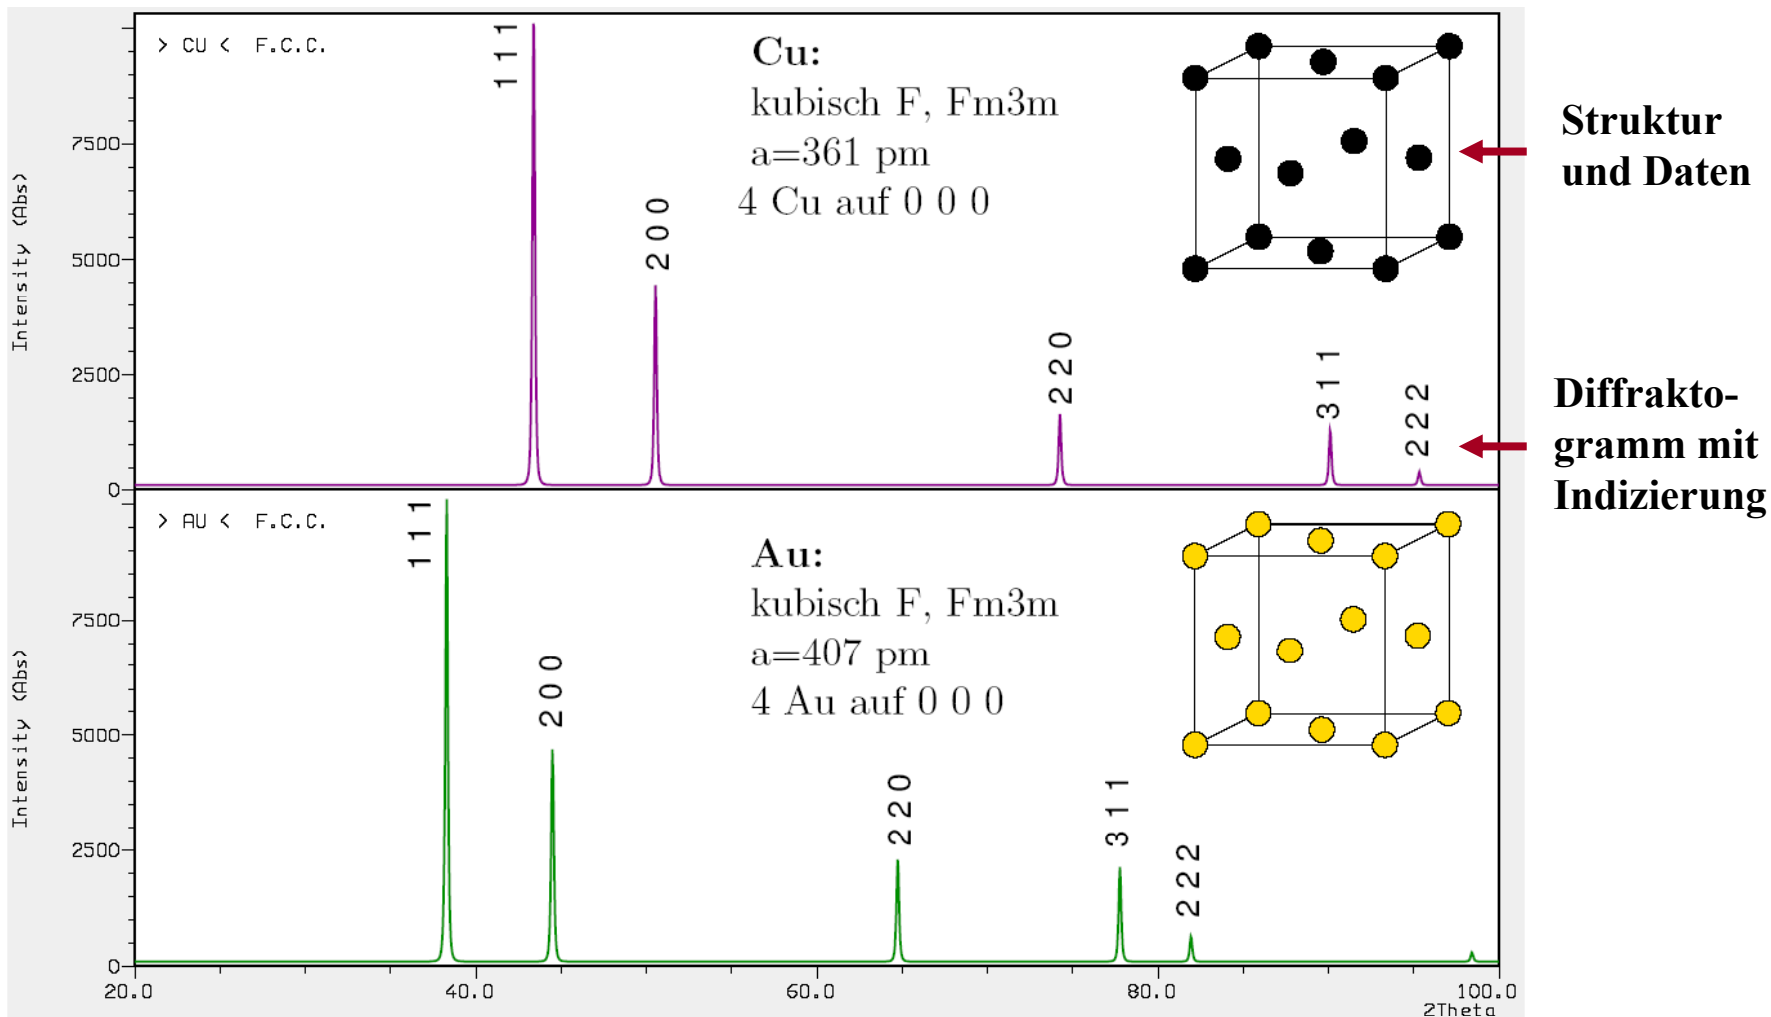 > CU < F.C.C.
Cu:
kubisch F, Fm3m
a=361 pm
4 Cu auf 0 0 0
Struktur
und Daten
Intensity (Abs)
7500
5000
2500
0
1 1 1
2 0 0
2 2 0
3 1 1
2 2 2
Diffrakto-
gramm mit
Indizierung
> AU < F.C.C.
Au:
kubisch F, Fm3m
a=407 pm
4 Au auf 0 0 0
Intensity (Abs)
7500
5000
2500
0
1 1 1
2 0 0
2 2 0
3 1 1
2 2 2
20.0
40.0
60.0
80.0
100.0
2Theta